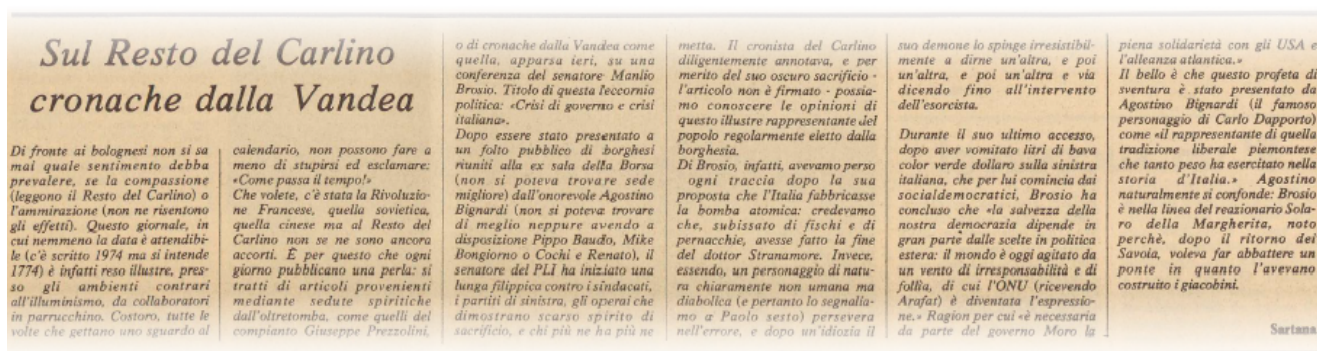 Sul Resto del Carlino
cronache dalla Vandea
Di fronte ai bolognesi non si sa
mai quale sentimento debba
prevalere, se la compassione
(leggono il Resto del Carlino) o
l'ammirazione (non ne risentono
gli effetti). Questo giornale, in
cui nemmeno la data è attendibi-
le (c'è scritto 1974 ma si intende
1774) è infatti reso illustre, pres-
so gli ambienti contrari
all'illuminismo, da collaboratori
in parrucchino. Costoro, tutte le
volte che gettano uno sguardo al
calendario, non possono fare a
meno di stupirsi ed esclamare:
«Come passa il tempo!»
Che volete, c'è stata la Rivoluzio-
ne Francese, quella sovietica,
quella cinese ma al Resto del
Carlino non se ne sono ancora
accorti. È per questo che ogni
giorno pubblicano una perla: si
tratti di articoli provenienti
mediante sedute spiritiche
dall'oltretomba, come quelli del
compianto Giuseppe Prezzolini,
o di cronache dalla Vandea come
quella, apparsa ieri, su una
conferenza del senatore Manlio
Brosio. Titolo di questa leccornia
politica: «Crisi di governo e crisi
italiana».
Dopo essere stato presentato a
un folto pubblico di borghesi
riuniti alla ex sala della Borsa
(non si poteva trovare sede
migliore) dall'onorevole Agostino
Bignardi (non si poteva trovare
di meglio neppure avendo a
disposizione Pippo Baudo, Mike
Bongiorno o Cochi e Renato), il
senatore del PLI ha iniziato una
lunga filippica contro i sindacati,
i partiti di sinistra, gli operai che
dimostrano scarso spirito di
sacrificio, e chi più ne ha più ne
metta. Il cronista del Carlino
diligentemente annotava, e per
merito del suo oscuro sacrificio -
l'articolo non è firmato - possia-
mo conoscere le opinioni di
questo illustre rappresentante del
popolo regolarmente eletto dalla
borghesia.
Di Brosio, infatti, avevamo perso
ogni traccia dopo la sua
proposta che l'Italia fabbricasse
la bomba atomica: credevamo
che, subissato di fischi e di
pernacchie, avesse fatto la fine
del dottor Stranamore. Invece,
essendo, un personaggio di natu-
ra chiaramente non umana ma
diabolica (e pertanto lo segnalia-
mo a Paolo sesto) persevera
nell'errore, e dopo un'idiozia il
suo demone lo spinge irresistibil-
mente a dirne un'altra, e poi
un'altra, e poi un'altra e via
dicendo fino all'intervento
dell'esorcista.
Durante il suo ultimo accesso,
dopo aver vomitato litri di bava
color verde dollaro sulla sinistra
italiana, che per lui comincia dai
socialdemocratici, Brosio ha
concluso che «la salvezza della
nostra democrazia dipende in
gran parte dalle scelte in politica
estera: il mondo è oggi agitato da
un vento di irresponsabilità e di
follia, di cui l'ONU (ricevendo
Arafat) è diventata l'espressio-
ne.» Ragion per cui «è necessaria
da parte del governo Moro la
piena solidarietà con gli USA e
l'alleanza atlantica.»
Il bello è che questo profeta di
sventura è stato presentato da
Agostino Bignardi (il famoso
personaggio di Carlo Dapporto)
come «il rappresentante di quella
tradizione liberale piemontese
che tanto peso ha esercitato nella
storia d'Italia.» Agostino
naturalmente si confonde: Brosio
è nella linea del reazionario Sola-
ro della Margherita, noto
perchè, dopo il ritorno dei
Savoia, voleva far abbattere un
ponte in quanto l'avevano
costruito i giacobini.
Sartana